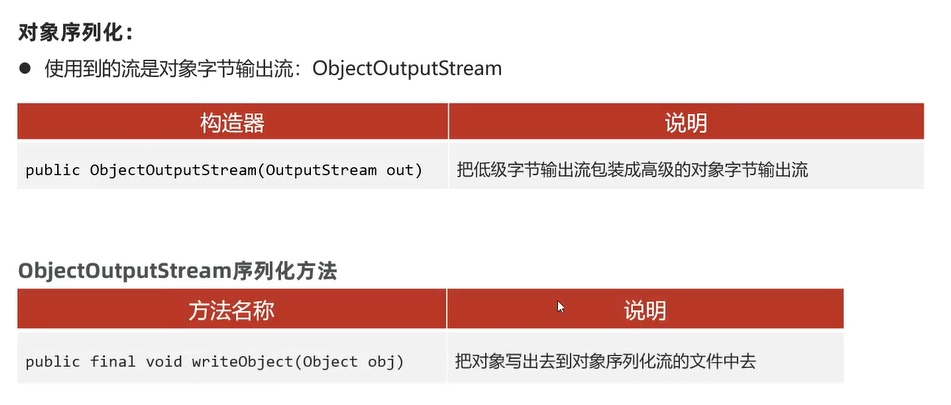 对象序列化：
● 使用到的流是对象字节输出流：ObjectOutputStream
构造器 说明
public ObjectOutputStream(OutputStream out) 把低级字节输出流包装成高级的对象字节输出流
ObjectOutputStream序列化方法
方法名称 说明
public final void writeObject(Object obj) 把对象写出去到对象序列化流的文件中去